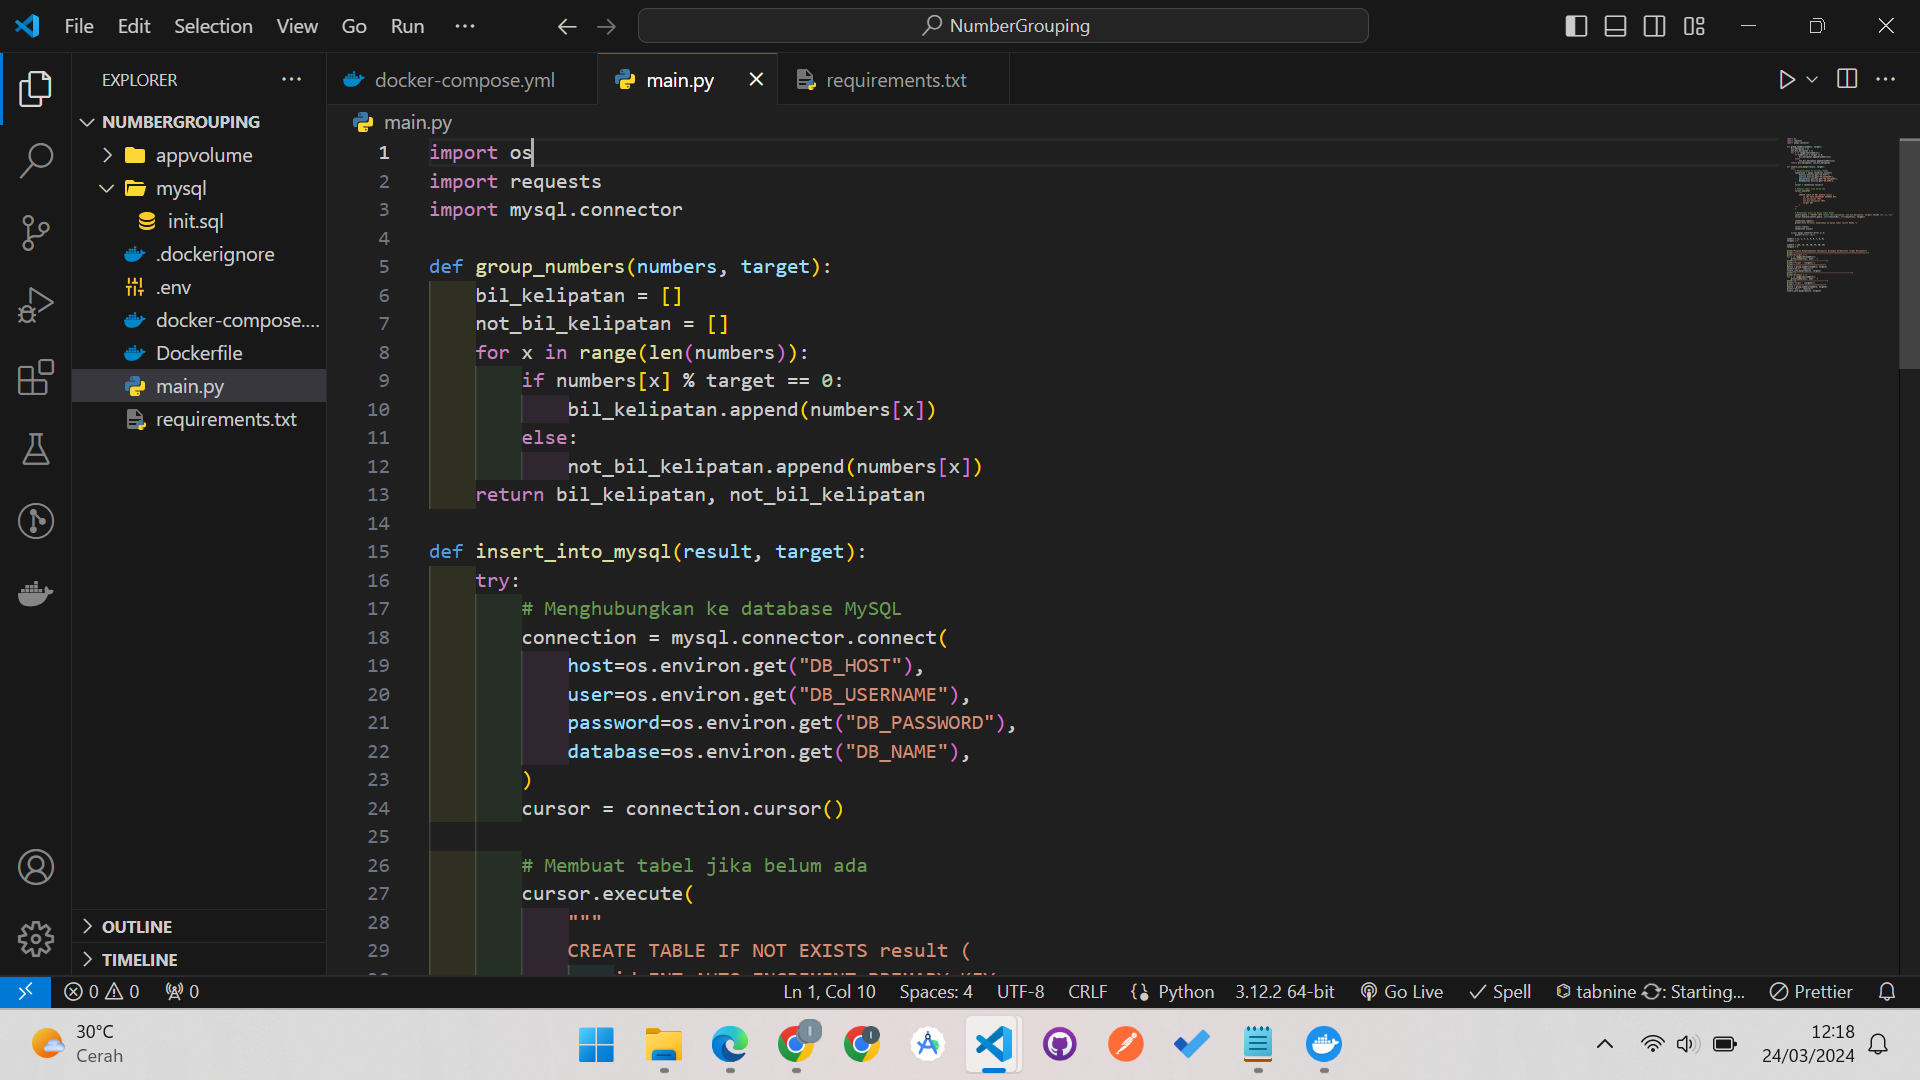 File Edit Selection View Go Run ···
NumberGrouping
EXPLORER
NUMBERGROUPING
appvolume
mysql
init.sql
.dockerignore
.env
docker-compose....
Dockerfile
main.py
requirements.txt
OUTLINE
TIMELINE
docker-compose.yml
main.py
requirements.txt
main.py
1 import os
2 import requests
3 import mysql.connector
4
5 def group_numbers(numbers, target):
6 bil_kelipatan = []
7 not_bil_kelipatan = []
8 for x in range(len(numbers)):
9 if numbers[x] % target == 0:
10 bil_kelipatan.append(numbers[x])
11 else:
12 not_bil_kelipatan.append(numbers[x])
13 return bil_kelipatan, not_bil_kelipatan
14
15 def insert_into_mysql(result, target):
16 try:
17 # Menghubungkan ke database MySQL
18 connection = mysql.connector.connect(
19 host=os.environ.get("DB_HOST"),
20 user=os.environ.get("DB_USERNAME"),
21 password=os.environ.get("DB_PASSWORD"),
22 database=os.environ.get("DB_NAME"),
23 )
24 cursor = connection.cursor()
25
26 # Membuat tabel jika belum ada
27 cursor.execute(
28 """
29 CREATE TABLE IF NOT EXISTS result (
0 0 0
Ln 1, Col 10 Spaces: 4 UTF-8 CRLF Python 3.12.2 64-bit Go Live Spell tabnine : Starting... Prettier
30°C
Cerah
12:18
24/03/2024